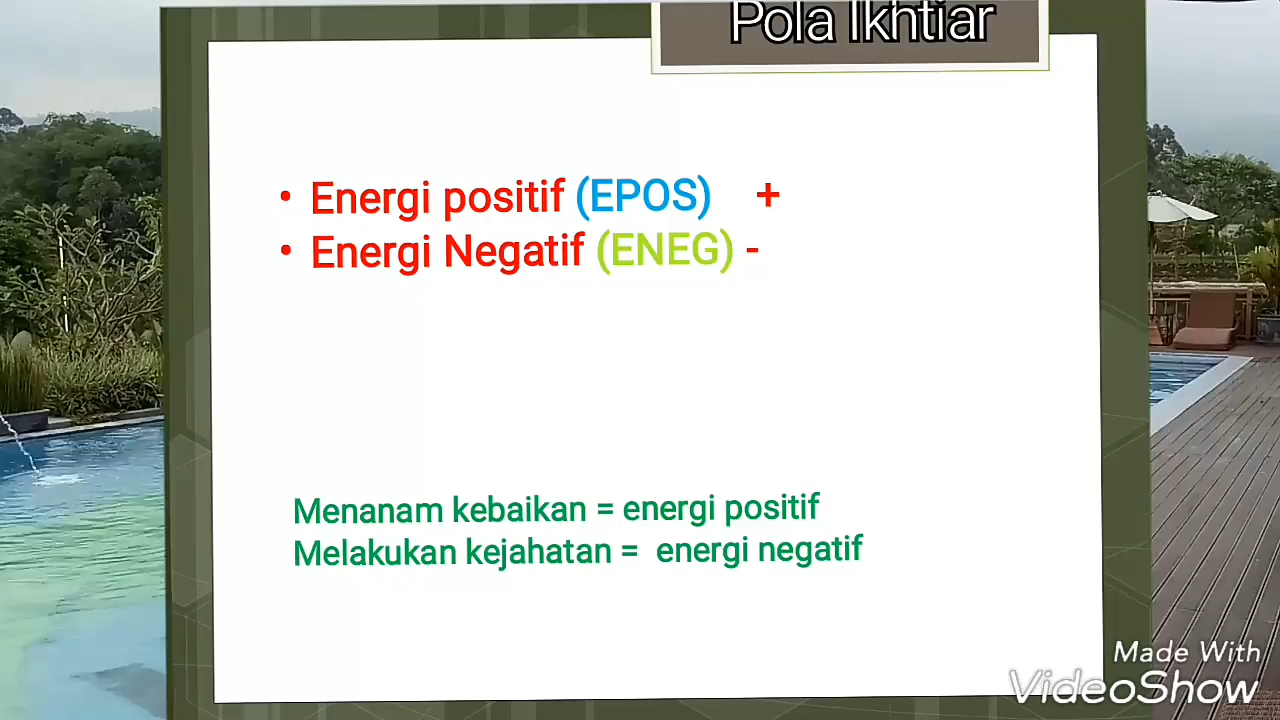 Pola Ikhtiar
• Energi positif (EPOS) +
• Energi Negatif (ENEG) -
Menanam kebaikan = energi positif
Melakukan kejahatan = energi negatif
Made With
VideoShow